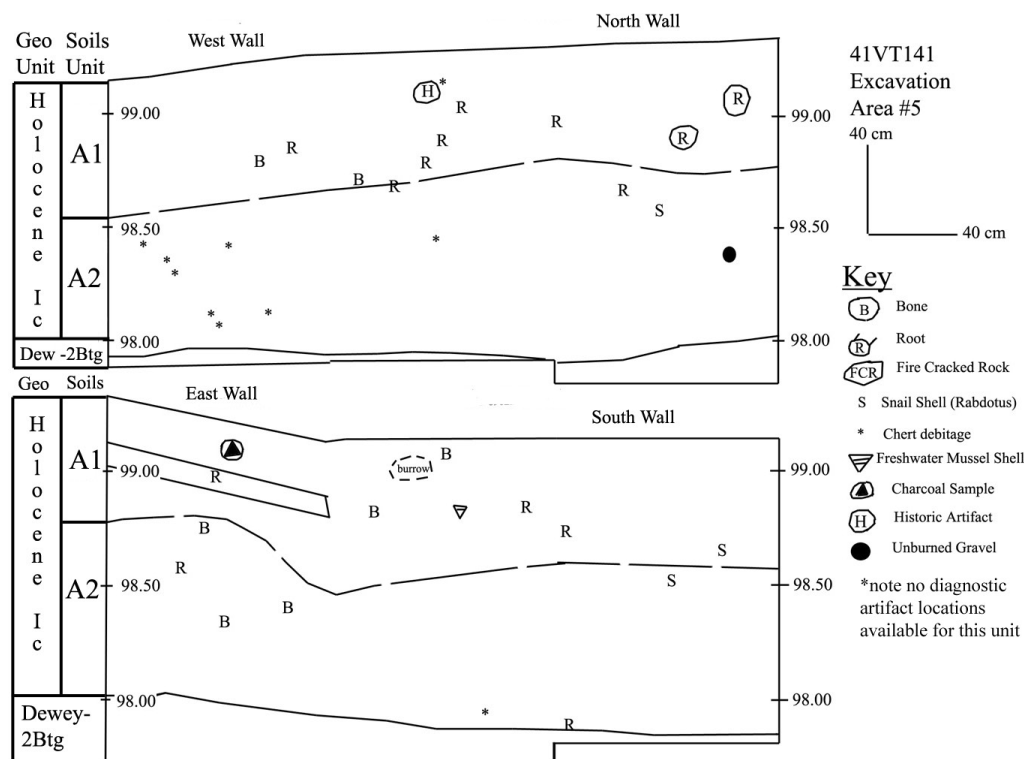 North Wall
West Wall
Geo Unit
Soils Unit
Holocene Ic
A1
A2
Dew -2Btg
99.00
98.50
98.00
H
*
R
R
R
R
R
R
R
B
R
B
R
R
S
*
*
*
*
*
*
*
*
99.00
98.50
98.00
Geo
Soils
East Wall
South Wall
Holocene Ic
A1
A2
Dewey-
2Btg
99.00
98.50
98.00
R
B
R
B
B
burrow
B
B
R
R
S
S
*
R
99.00
98.50
98.00
41VT141
Excavation
Area #5
40 cm
40 cm
Key
B Bone
R Root
FCR Fire Cracked Rock
S Snail Shell (Rabdotus)
* Chert debitage
Freshwater Mussel Shell
Charcoal Sample
H Historic Artifact
Unburned Gravel
*note no diagnostic
artifact locations
available for this unit